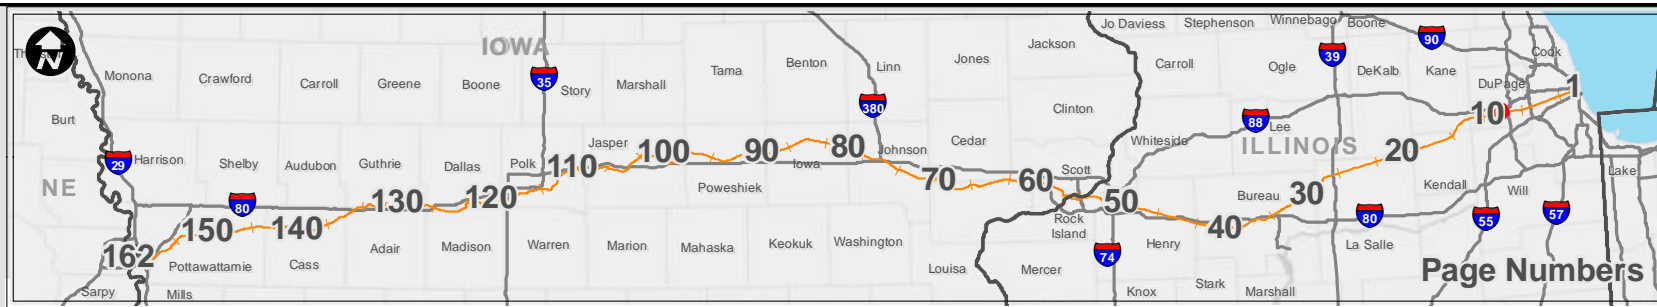 Jo Daviess
Stephenson
Winnebago
Boone
90
IOWA
Jackson
39
Cook
N
Monona
Crawford
Carroll
Greene
Boone
35
Story
Marshall
Tama
Benton
Linn
Jones
Carroll
Ogle
DeKalb
Kane
DuPage
1
380
Clinton
10
Burt
88
Lee
29
Harrison
Shelby
Audubon
Guthrie
Dallas
Polk
110
Jasper
100
90
Iowa
80
Johnson
Cedar
Whiteside
ILLINOIS
20
NE
80
130
120
Poweshiek
70
60
Scott
50
Bureau
30
Kendall
Will
Lake
150
140
Rock
Island
40
80
55
57
162
Pottawattamie
Cass
Adair
Madison
Warren
Marion
Mahaska
Keokuk
Washington
Louisa
Mercer
74
Henry
La Salle
Sarpy
Mills
Knox
Stark
Marshall
Page Numbers